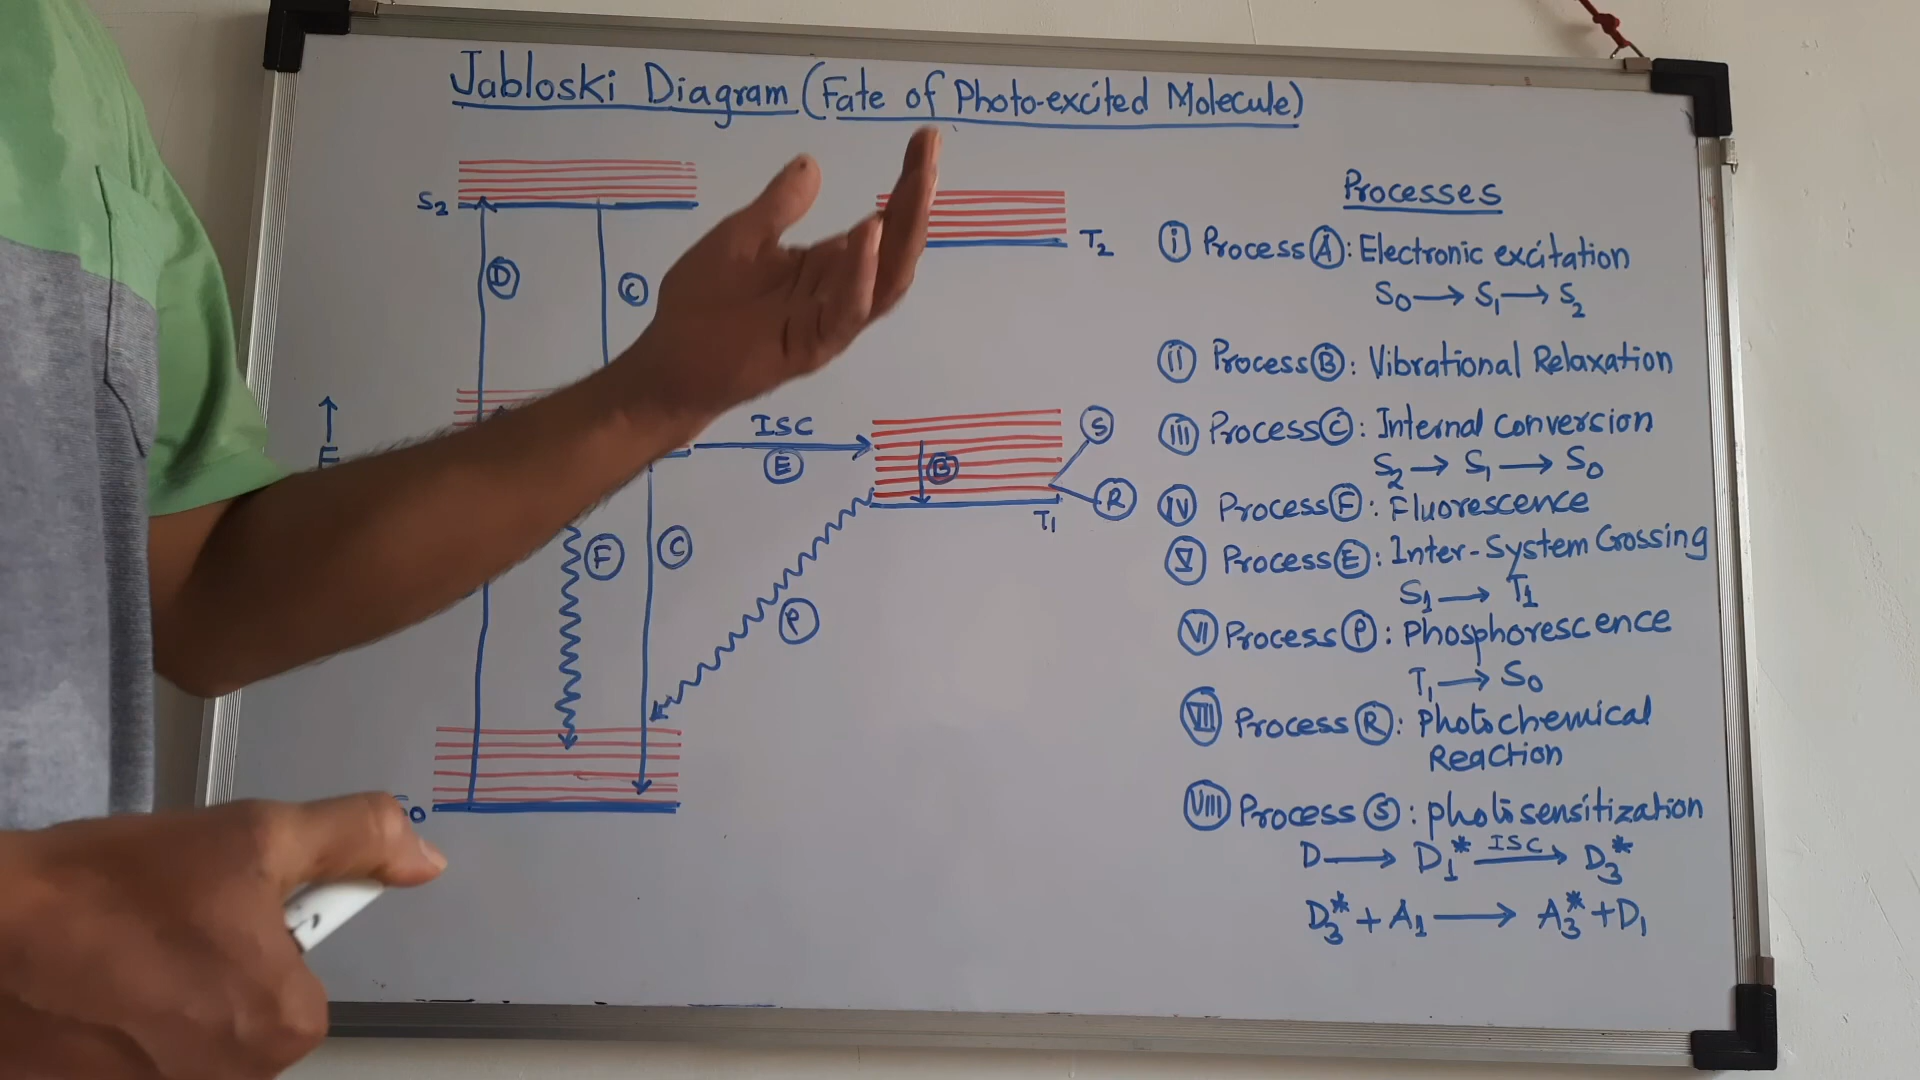 Jabloski Diagram (Fate of Photo-excited Molecule)
S2
D
C
T2
↑
E
ISC
E
B
S
R
T1
F
C
P
Processes
(i) Process (A): Electronic excitation
S0 → S1 → S2
(ii) Process (B): Vibrational Relaxation
(iii) Process (C): Internal Conversion
S2 → S1 → S0
(IV) Process (F): Fluorescence
(V) Process (E): Inter-System Crossing
S1 → T1
(VI) Process (P): Phosphorescence
T1 → S0
(VII) Process (R): Photochemical
Reaction
(VIII) Process (S): photosensitization
D → D1* ISC→ D3*
D3* + A1 → A3* + D1